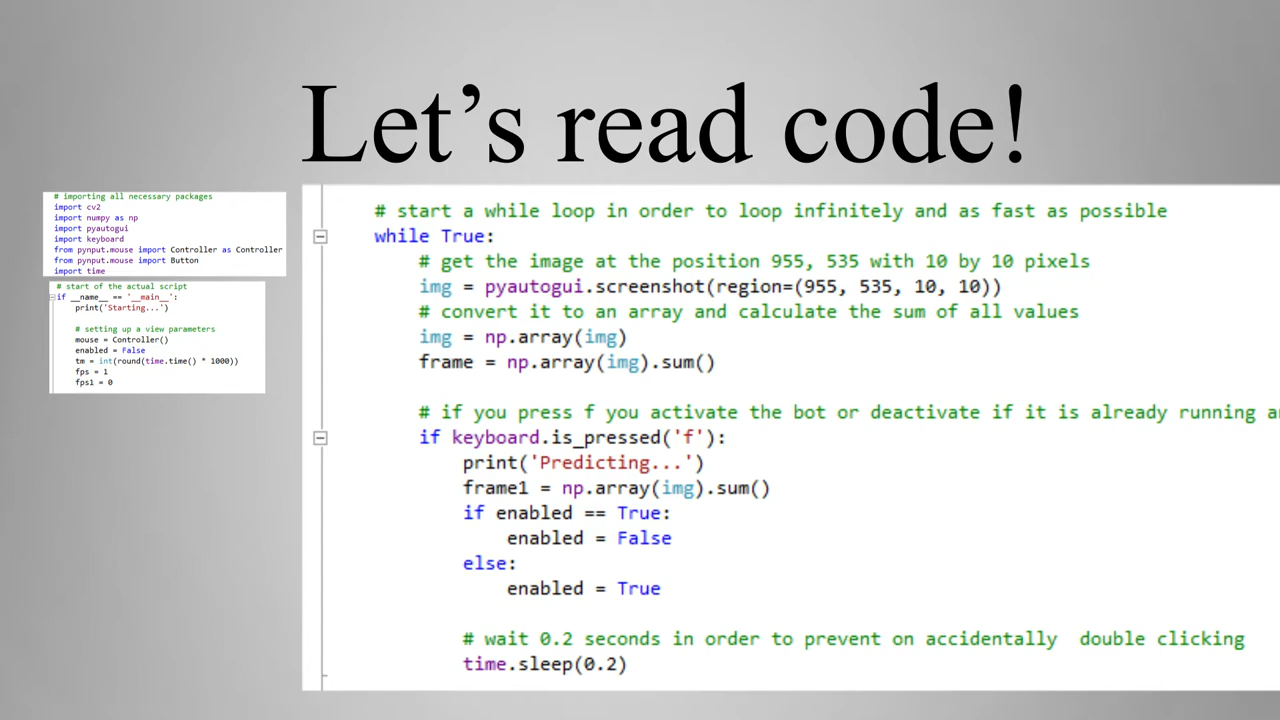 Let's read code!
# importing all necessary packages
import cv2
import numpy as np
import pyautogui
import keyboard
from pynput.mouse import Controller as Controller
from pynput.mouse import Button
import time
# start of the actual script
if __name__ == '__main__':
print('Starting...')
# setting up a view parameters
mouse = Controller()
enabled = False
tm = int(round(time.time() * 1000))
fps = 1
fps1 = 0
# start a while loop in order to loop infinitely and as fast as possible
while True:
# get the image at the position 955, 535 with 10 by 10 pixels
img = pyautogui.screenshot(region=(955, 535, 10, 10))
# convert it to an array and calculate the sum of all values
img = np.array(img)
frame = np.array(img).sum()
# if you press f you activate the bot or deactivate if it is already running
if keyboard.is_pressed('f'):
print('Predicting...')
frame1 = np.array(img).sum()
if enabled == True:
enabled = False
else:
enabled = True
# wait 0.2 seconds in order to prevent on accidentally  double clicking
time.sleep(0.2)